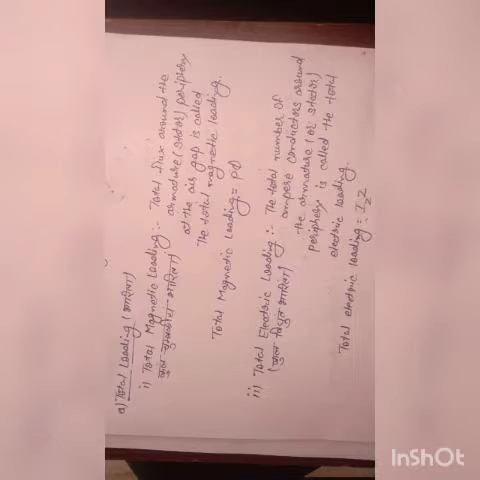 a) Total Loading (भारिता)
i) Total Magnetic Loading :- Total flux around the
(कुल चुम्बकीय भारिता) armature (stator) periphery
at the air gap is called
The total magnetic loading.
Total Magnetic Loading = PΦ
ii) Total Electric Loading :- The total number of
(कुल विद्युत भारिता) ampere conductors around
the armature (or stator)
periphery is called the total
electric loading.
Total electric loading = IzZ
InShOt